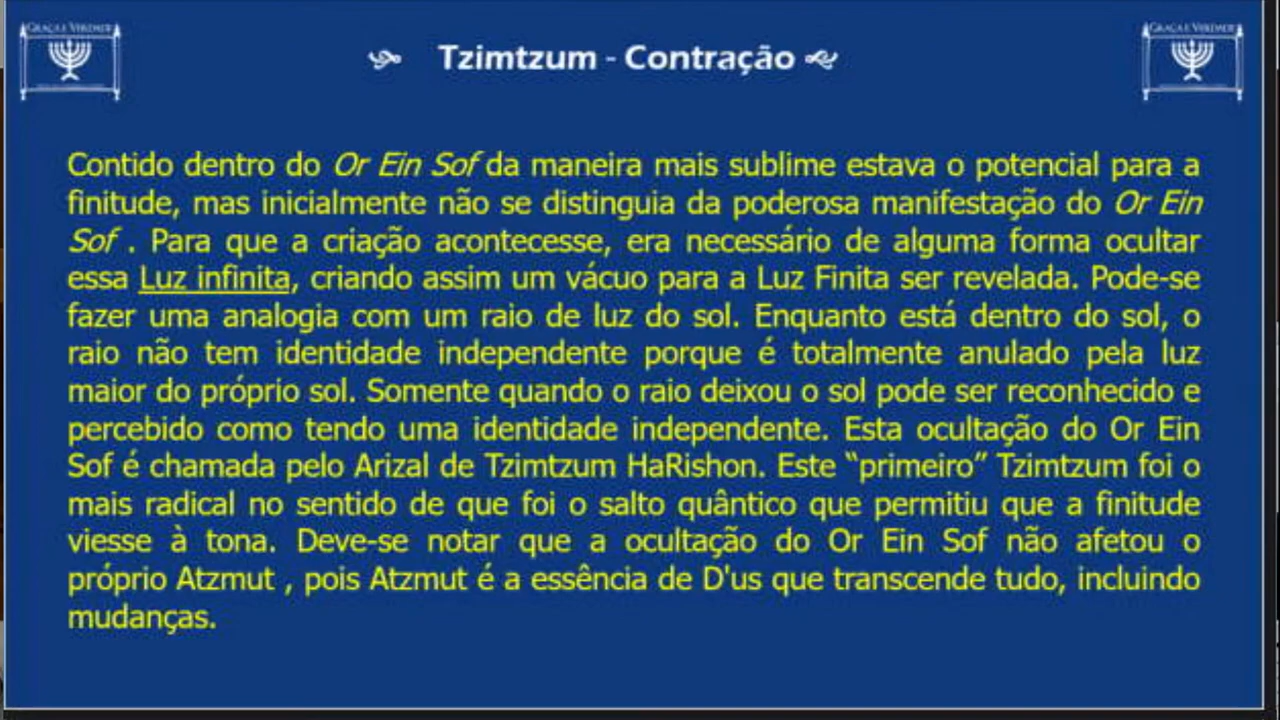 GRAÇA E VERDADE
Tzimtzum - Contração
GRAÇA E VERDADE
Contido dentro do Or Ein Sof da maneira mais sublime estava o potencial para a
finitude, mas inicialmente não se distinguia da poderosa manifestação do Or Ein
Sof . Para que a criação acontecesse, era necessário de alguma forma ocultar
essa Luz infinita, criando assim um vácuo para a Luz Finita ser revelada. Pode-se
fazer uma analogia com um raio de luz do sol. Enquanto está dentro do sol, o
raio não tem identidade independente porque é totalmente anulado pela luz
maior do próprio sol. Somente quando o raio deixou o sol pode ser reconhecido e
percebido como tendo uma identidade independente. Esta ocultação do Or Ein
Sof é chamada pelo Arizal de Tzimtzum HaRishon. Este “primeiro” Tzimtzum foi o
mais radical no sentido de que foi o salto quântico que permitiu que a finitude
viesse à tona. Deve-se notar que a ocultação do Or Ein Sof não afetou o
próprio Atzmut , pois Atzmut é a essência de D'us que transcende tudo, incluindo
mudanças.